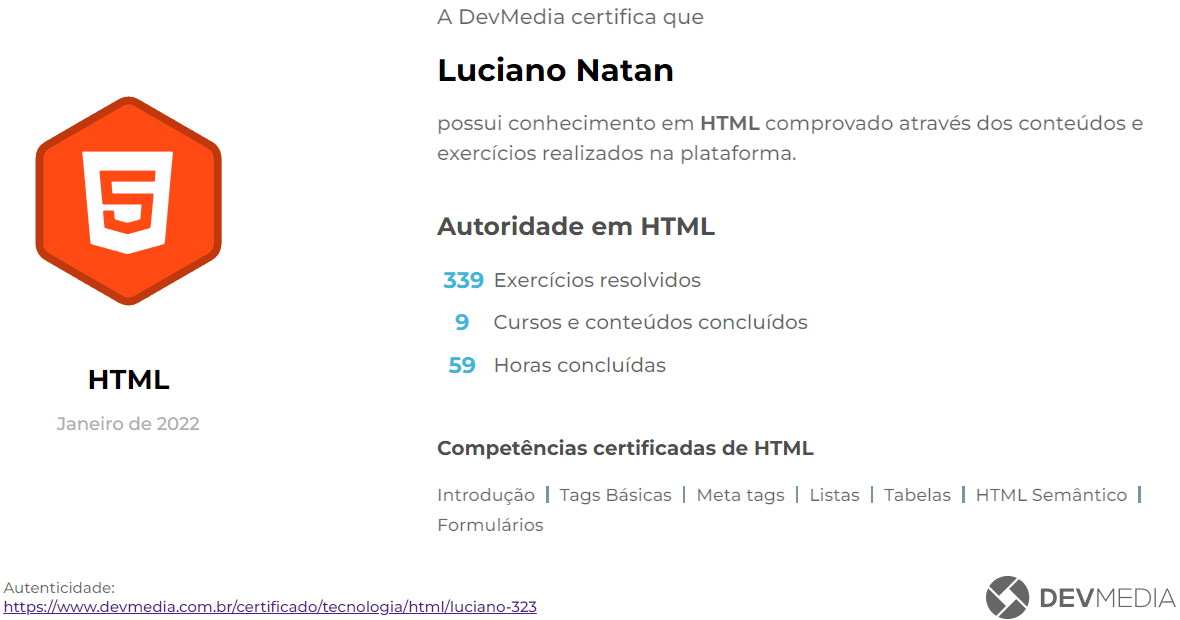 A DevMedia certifica que
Luciano Natan
possui conhecimento em HTML comprovado através dos conteúdos e
exercícios realizados na plataforma.
Autoridade em HTML
339 Exercícios resolvidos
9 Cursos e conteúdos concluídos
59 Horas concluídas
HTML
Janeiro de 2022
Competências certificadas de HTML
Introdução | Tags Básicas | Meta tags | Listas | Tabelas | HTML Semântico |
Formulários
Autenticidade:
https://www.devmedia.com.br/certificado/tecnologia/html/luciano-323
DEVMEDIA